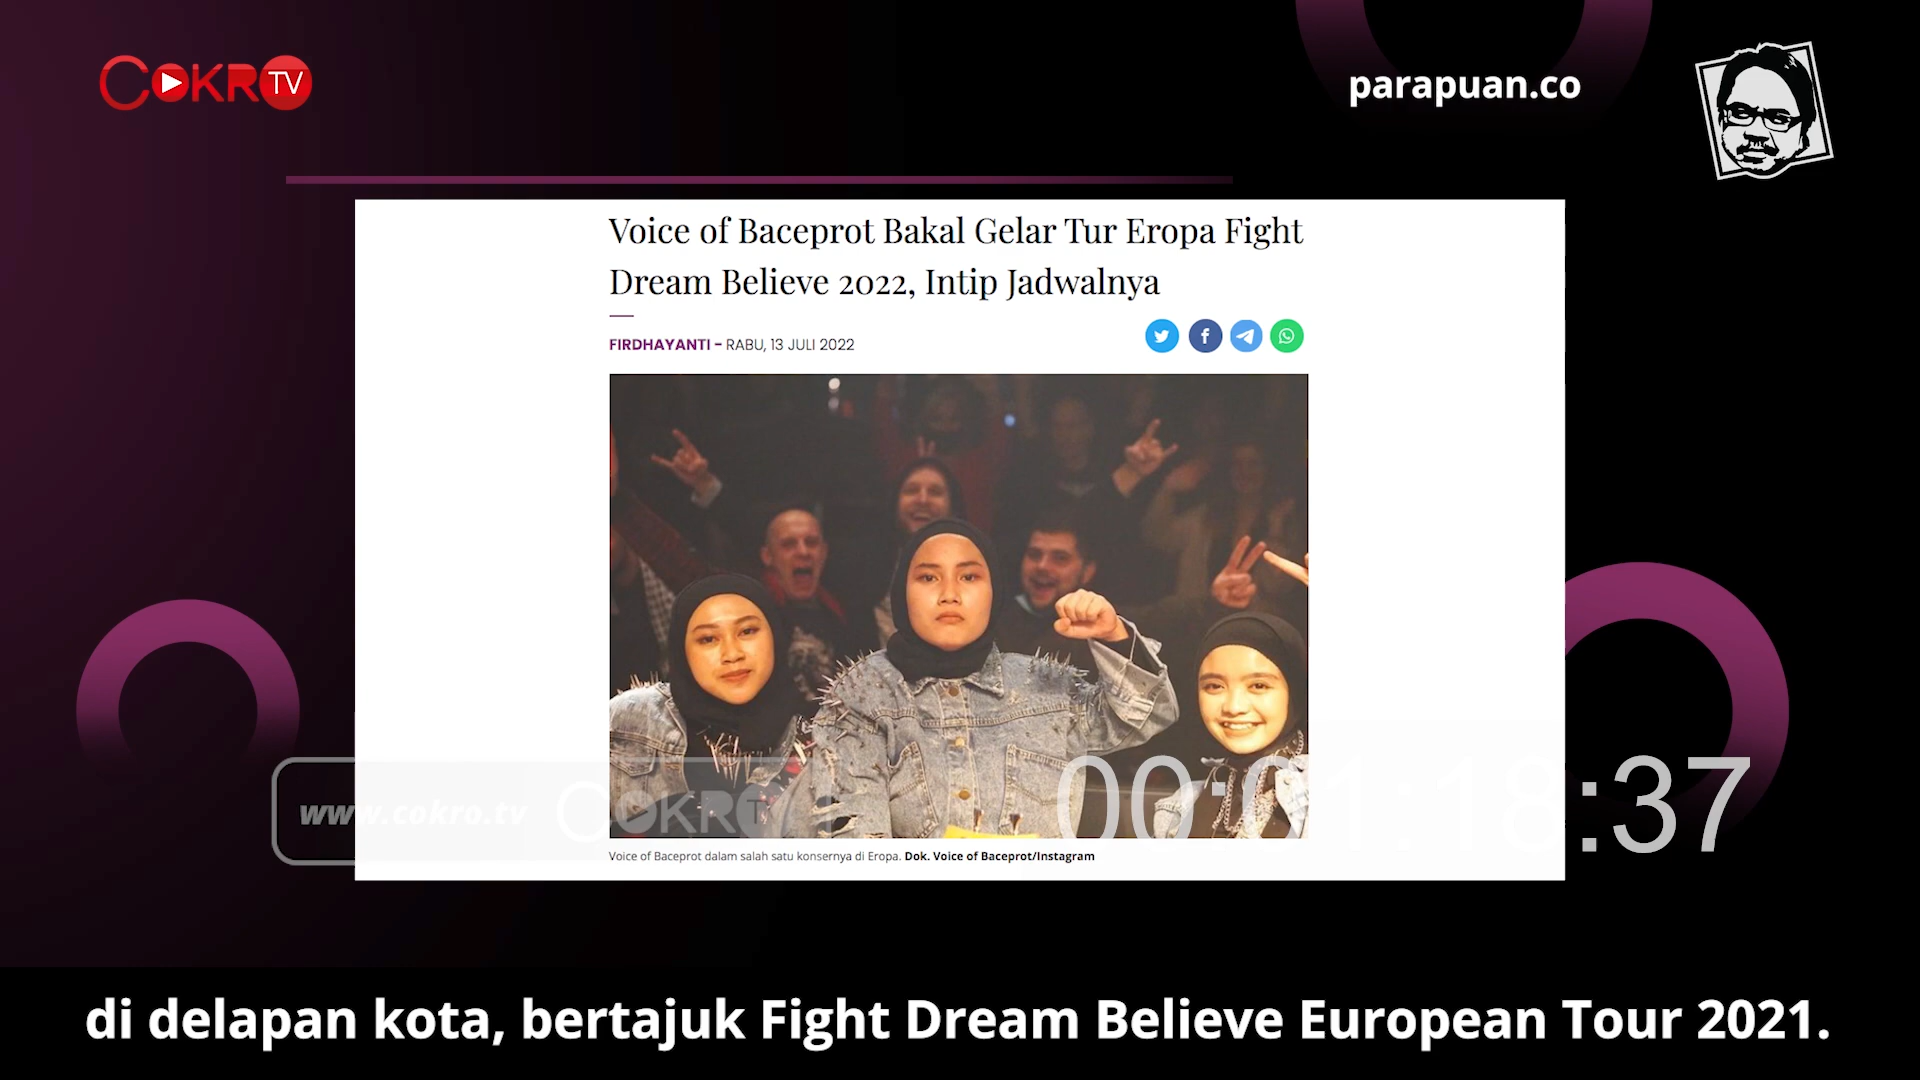 COKRO TV
parapuan.co
Voice of Baceprot Bakal Gelar Tur Eropa Fight
Dream Believe 2022, Intip Jadwalnya
FIRDHAYANTI – RABU, 13 JULI 2022
www.cokro.tv
COKRO TV
00:01:18:37
Voice of Baceprot dalam salah satu konsernya di Eropa. Dok. Voice of Baceprot/Instagram
di delapan kota, bertajuk Fight Dream Believe European Tour 2021.